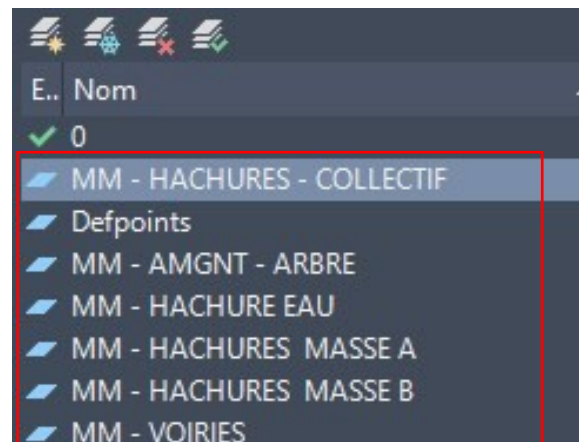 E.. Nom
0
MM - HACHURES - COLLECTIF
Defpoints
MM - AMGNT - ARBRE
MM - HACHURE EAU
MM - HACHURES  MASSE A
MM - HACHURES  MASSE B
MM - VOIRIES